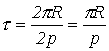 τ = 2πR/2p = πR/p